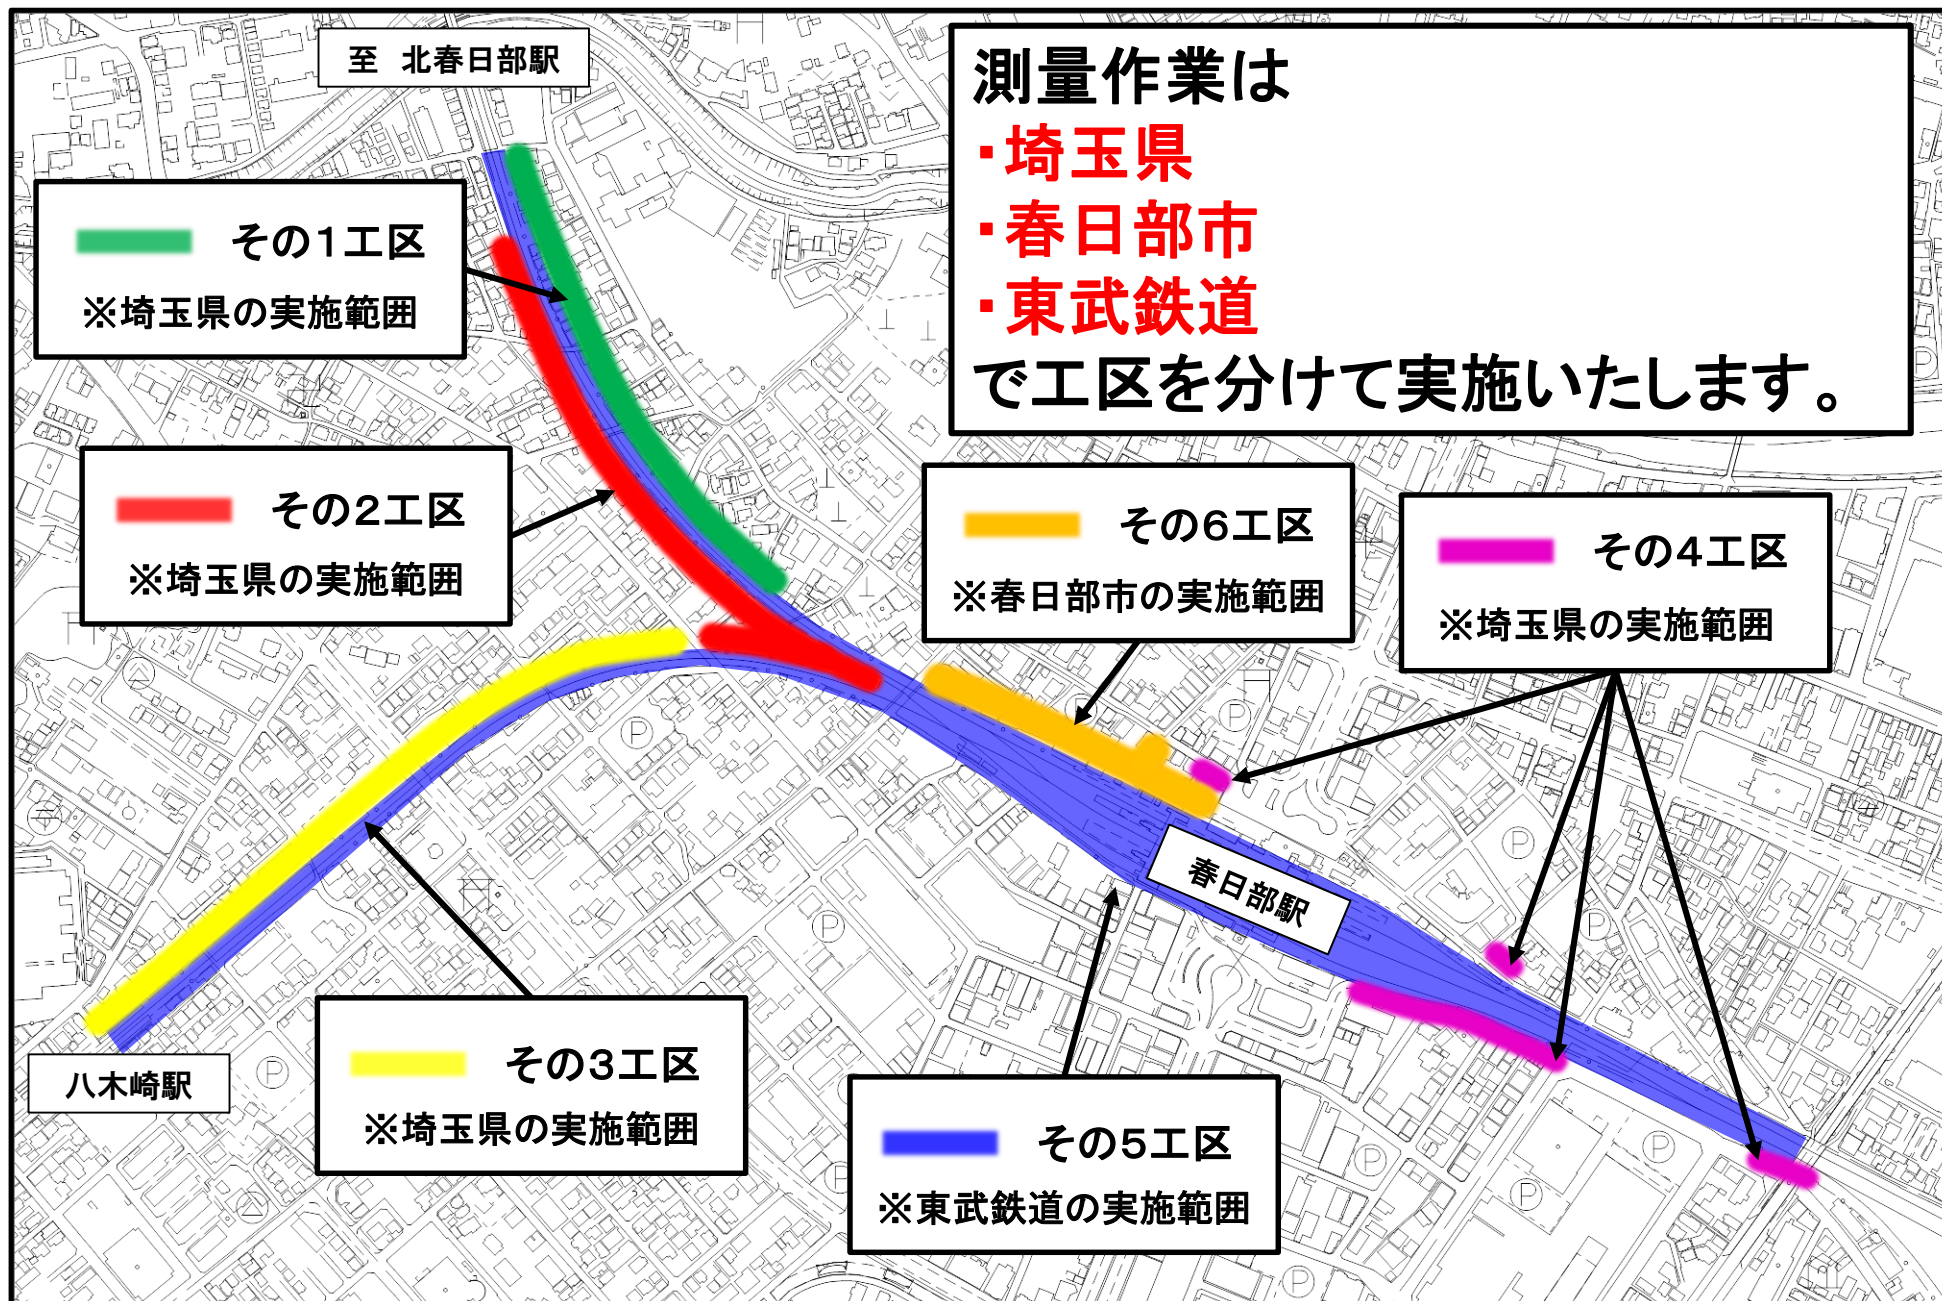 至 北春日部駅
測量作業は
・埼玉県
・春日部市
・東武鉄道
で工区を分けて実施いたします。
その1工区
※埼玉県の実施範囲
その2工区
※埼玉県の実施範囲
その6工区
※春日部市の実施範囲
その4工区
※埼玉県の実施範囲
春日部駅
八木崎駅
その3工区
※埼玉県の実施範囲
その5工区
※東武鉄道の実施範囲
P
P
P
P
P
P
P
P
P
P
P